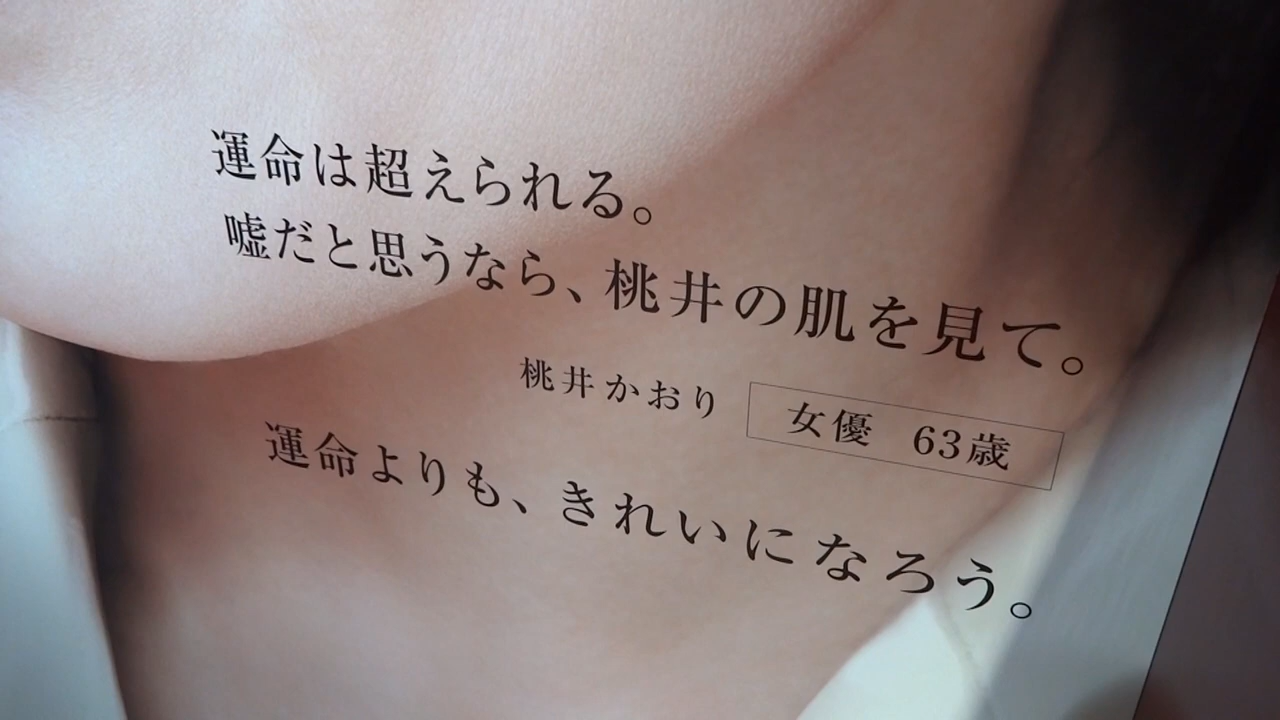 運命は超えられる。
嘘だと思うなら、桃井の肌を見て。
桃井かおり 女優 63歳
運命よりも、きれいになろう。